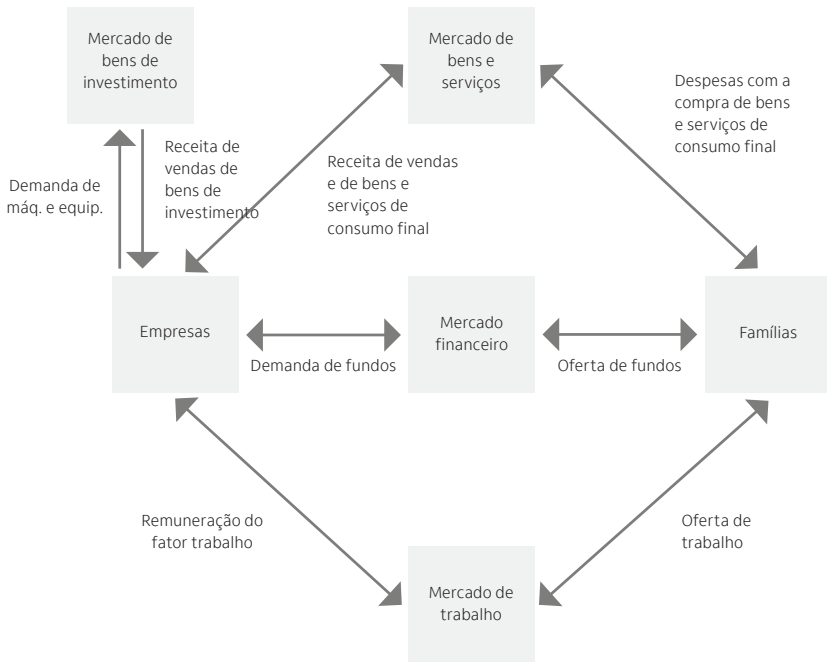 Mercado de
bens de
investimento
Mercado de
bens e
serviços
Despesas com a
compra de bens
e serviços de
consumo final
Receita de
vendas de
bens de
investimento
Receita de vendas
e de bens e
serviços de
consumo final
Demanda de
máq. e equip.
Empresas
Mercado
financeiro
Famílias
Demanda de fundos
Oferta de fundos
Remuneração do
fator trabalho
Oferta de
trabalho
Mercado de
trabalho